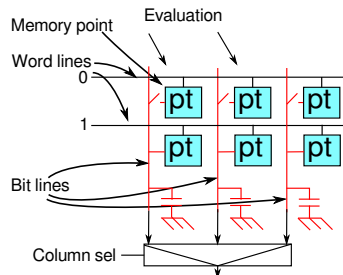 Evaluation
Memory point
Word lines
0
pt pt pt
1
pt pt pt
Bit lines
Column sel